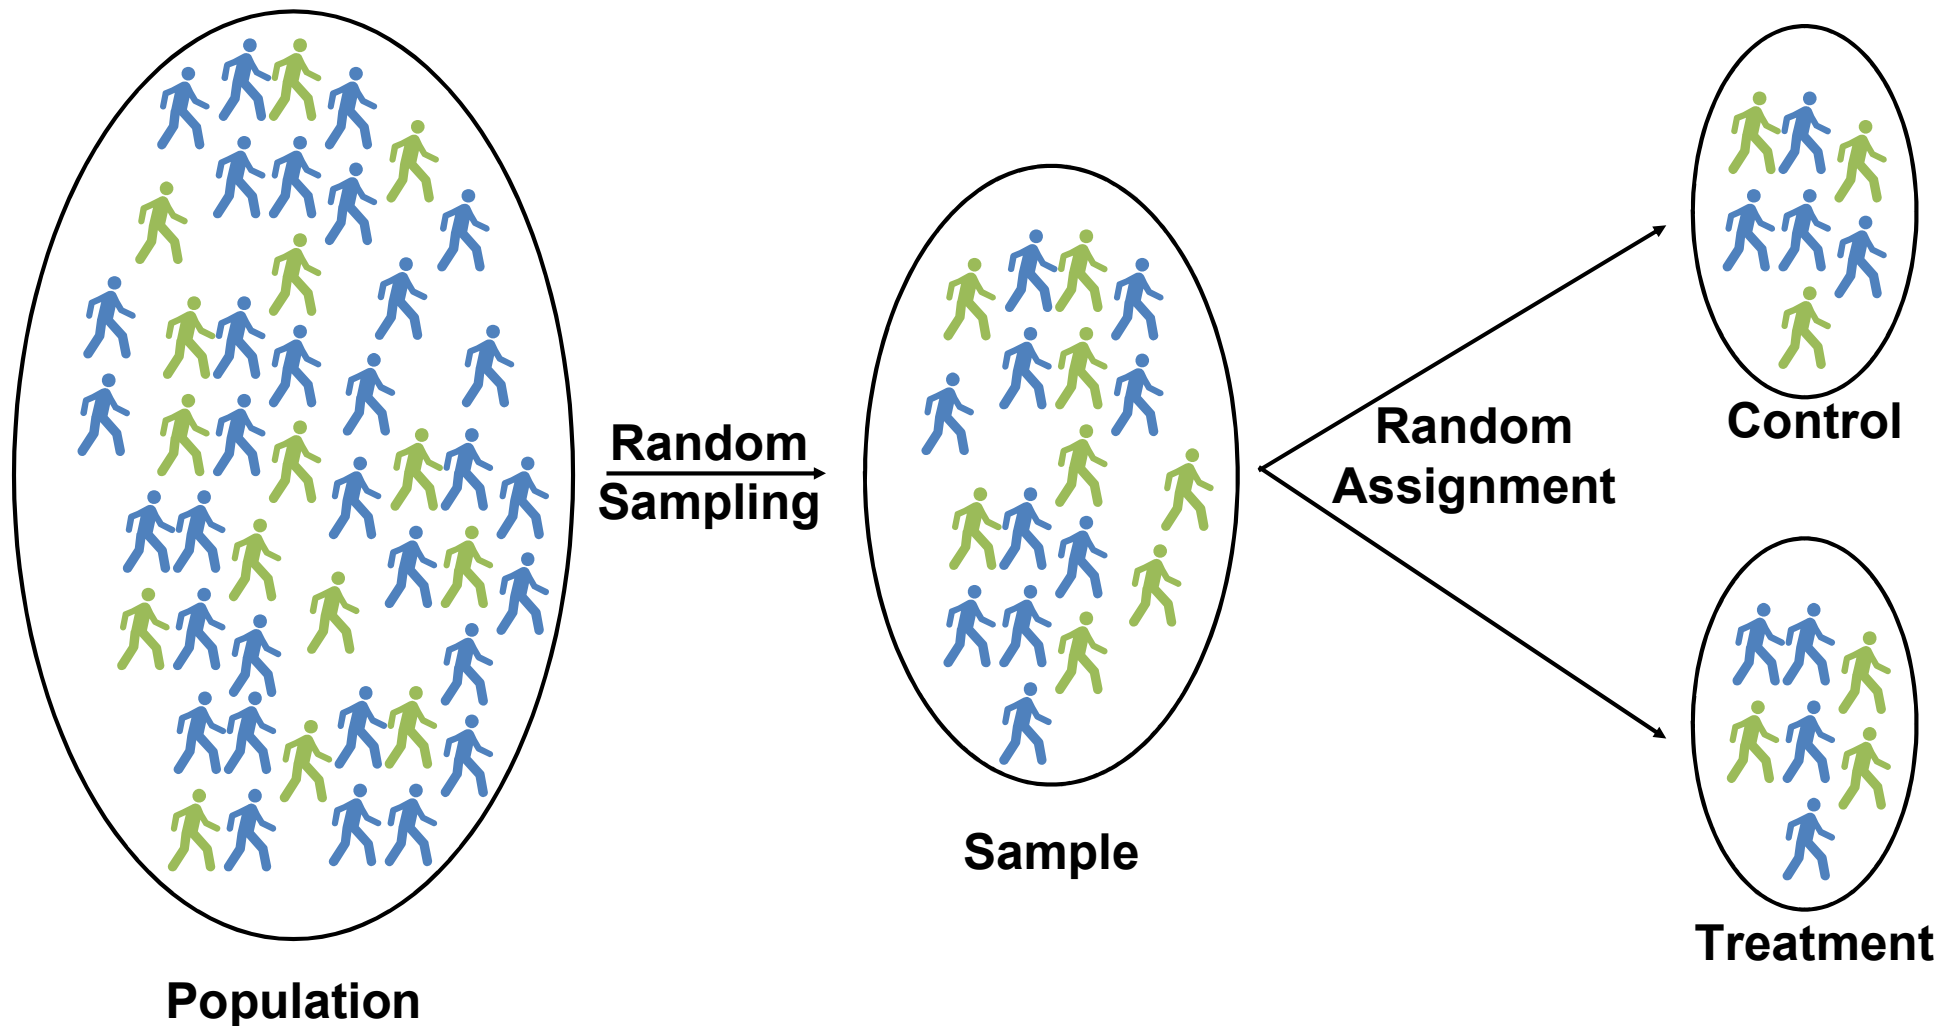 Random
Sampling
Random
Assignment
Control
Sample
Treatment
Population